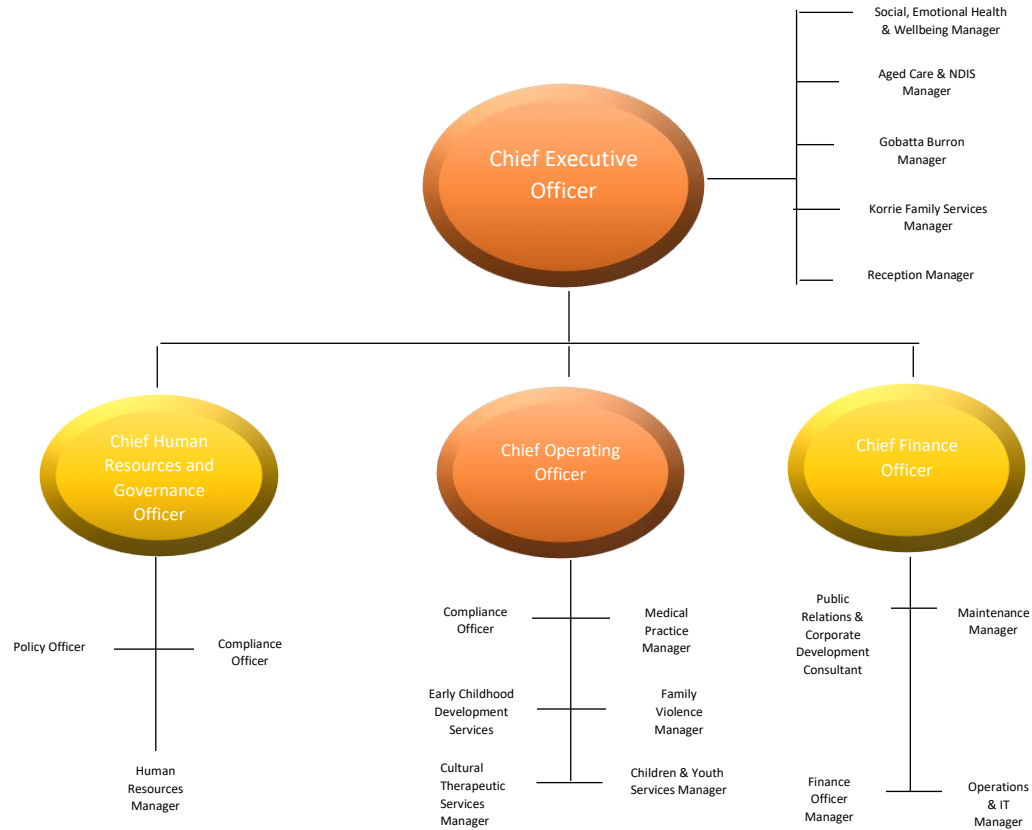 Social, Emotional Health
& Wellbeing Manager
Aged Care & NDIS
Manager
Gobatta Burron
Manager
Korrie Family Services
Manager
Reception Manager
Chief Executive
Officer
Chief Human
Resources and
Governance
Officer
Chief Operating
Officer
Chief Finance
Officer
Policy Officer
Compliance
Officer
Human
Resources
Manager
Compliance
Officer
Medical
Practice
Manager
Early Childhood
Development
Services
Family
Violence
Manager
Cultural
Therapeutic
Services
Manager
Children & Youth
Services Manager
Public
Relations &
Corporate
Development
Consultant
Maintenance
Manager
Finance
Officer
Manager
Operations
& IT
Manager